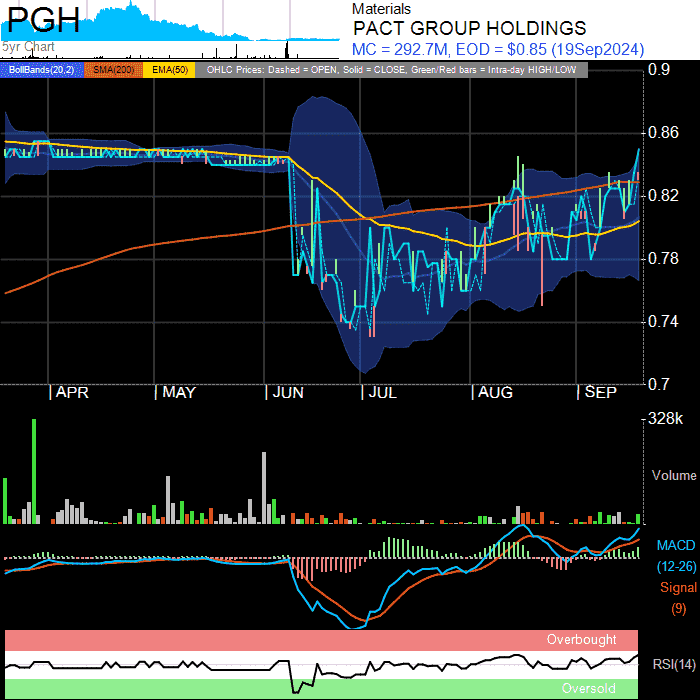 PGH
5yr Chart
Materials
PACT GROUP HOLDINGS
MC = 292.7M, EOD = $0.85 (19Sep2024)
BollBands(20,2) SMA(200) EMA(50) OHLC Prices: Dashed = OPEN, Solid = CLOSE, Green/Red bars = Intra-day HIGH/LOW
0.9
0.86
0.82
0.78
0.74
0.7
APR MAY JUN JUL AUG SEP
328k
Volume
MACD
(12-26)
Signal
(9)
Overbought
RSI(14)
Oversold